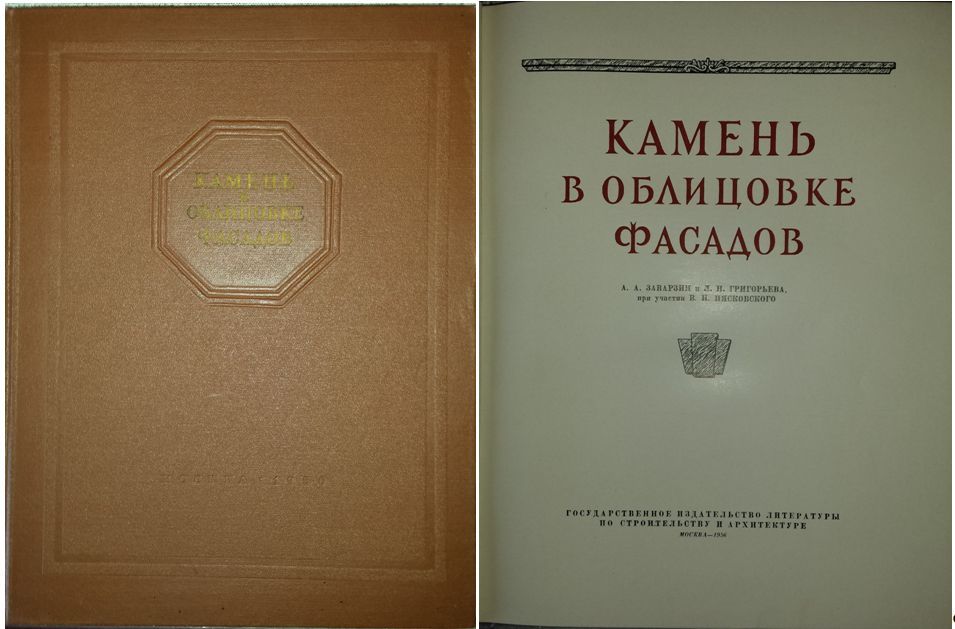 КАМЕНЬ
В
ОБЛИЦОВКЕ
ФАСАДОВ
МОСКВА
КАМЕНЬ
В ОБЛИЦОВКЕ
ФАСАДОВ
А. А. ЗАВАРЗИН и Л. Н. ГРИГОРЬЕВА,
при участии В. Н. ПЯСКОВСКОГО
ГОСУДАРСТВЕННОЕ ИЗДАТЕЛЬСТВО ЛИТЕРАТУРЫ
ПО СТРОИТЕЛЬСТВУ И АРХИТЕКТУРЕ
МОСКВА—1956